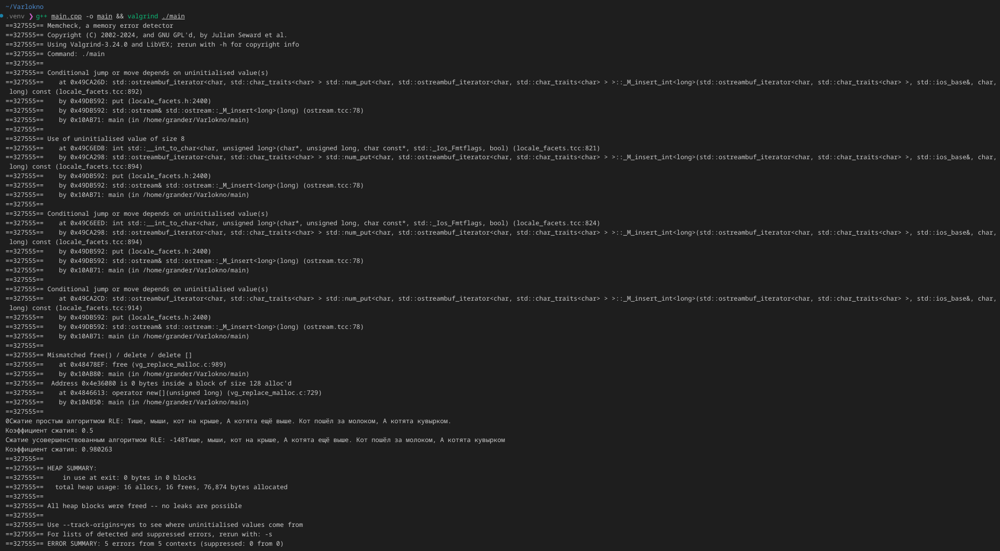 ~/Varlokno
.venv ❯ g++ main.cpp -o main && valgrind ./main
==327555== Memcheck, a memory error detector
==327555== Copyright (C) 2002-2024, and GNU GPL'd, by Julian Seward et al.
==327555== Using Valgrind-3.24.0 and LibVEX; rerun with -h for copyright info
==327555== Command: ./main
==327555==
==327555== Conditional jump or move depends on uninitialised value(s)
==327555==    at 0x49CA26D: std::ostreambuf_iterator<char, std::char_traits<char> > std::num_put<char, std::ostreambuf_iterator<char, std::char_traits<char> > >::_M_insert_int<long>(std::ostreambuf_iterator<char, std::char_traits<char> >, std::ios_base&, char,
 long) const (locale_facets.tcc:892)
==327555==    by 0x49DB592: put (locale_facets.h:2400)
==327555==    by 0x49DB592: std::ostream& std::ostream::_M_insert<long>(long) (ostream.tcc:78)
==327555==    by 0x10AB71: main (in /home/grander/Varlokno/main)
==327555==
==327555== Use of uninitialised value of size 8
==327555==    at 0x49C6EDB: int std::__int_to_char<char, unsigned long>(char*, unsigned long, char const*, std::_Ios_Fmtflags, bool) (locale_facets.tcc:821)
==327555==    by 0x49CA298: std::ostreambuf_iterator<char, std::char_traits<char> > std::num_put<char, std::ostreambuf_iterator<char, std::char_traits<char> > >::_M_insert_int<long>(std::ostreambuf_iterator<char, std::char_traits<char> >, std::ios_base&, char,
 long) const (locale_facets.tcc:894)
==327555==    by 0x49DB592: put (locale_facets.h:2400)
==327555==    by 0x49DB592: std::ostream& std::ostream::_M_insert<long>(long) (ostream.tcc:78)
==327555==    by 0x10AB71: main (in /home/grander/Varlokno/main)
==327555==
==327555== Conditional jump or move depends on uninitialised value(s)
==327555==    at 0x49C6EED: int std::__int_to_char<char, unsigned long>(char*, unsigned long, char const*, std::_Ios_Fmtflags, bool) (locale_facets.tcc:824)
==327555==    by 0x49CA298: std::ostreambuf_iterator<char, std::char_traits<char> > std::num_put<char, std::ostreambuf_iterator<char, std::char_traits<char> > >::_M_insert_int<long>(std::ostreambuf_iterator<char, std::char_traits<char> >, std::ios_base&, char,
 long) const (locale_facets.tcc:894)
==327555==    by 0x49DB592: put (locale_facets.h:2400)
==327555==    by 0x49DB592: std::ostream& std::ostream::_M_insert<long>(long) (ostream.tcc:78)
==327555==    by 0x10AB71: main (in /home/grander/Varlokno/main)
==327555==
==327555== Conditional jump or move depends on uninitialised value(s)
==327555==    at 0x49CA2CD: std::ostreambuf_iterator<char, std::char_traits<char> > std::num_put<char, std::ostreambuf_iterator<char, std::char_traits<char> > >::_M_insert_int<long>(std::ostreambuf_iterator<char, std::char_traits<char> >, std::ios_base&, char,
 long) const (locale_facets.tcc:914)
==327555==    by 0x49DB592: put (locale_facets.h:2400)
==327555==    by 0x49DB592: std::ostream& std::ostream::_M_insert<long>(long) (ostream.tcc:78)
==327555==    by 0x10AB71: main (in /home/grander/Varlokno/main)
==327555==
==327555== Mismatched free() / delete / delete []
==327555==    at 0x48478EF: free (vg_replace_malloc.c:989)
==327555==    by 0x10AB80: main (in /home/grander/Varlokno/main)
==327555==  Address 0x4e36080 is 0 bytes inside a block of size 128 alloc'd
==327555==    at 0x4846613: operator new[](unsigned long) (vg_replace_malloc.c:729)
==327555==    by 0x10AB50: main (in /home/grander/Varlokno/main)
==327555==
0Сжатие простым алгоритмом RLE: Тише, мыши, кот на крыше, А котята ещё выше. Кот пошёл за молоком, А котята кувырком.
Коэффициент сжатия: 0.5
Сжатие усовершенствованным алгоритмом RLE: -148Тише, мыши, кот на крыше, А котята ещё выше. Кот пошёл за молоком, А котята кувырком
Коэффициент сжатия: 0.980263
==327555==
==327555== HEAP SUMMARY:
==327555==     in use at exit: 0 bytes in 0 blocks
==327555==   total heap usage: 16 allocs, 16 frees, 76,874 bytes allocated
==327555==
==327555== All heap blocks were freed -- no leaks are possible
==327555==
==327555== Use --track-origins=yes to see where uninitialised values come from
==327555== For lists of detected and suppressed errors, rerun with: -s
==327555== ERROR SUMMARY: 5 errors from 5 contexts (suppressed: 0 from 0)